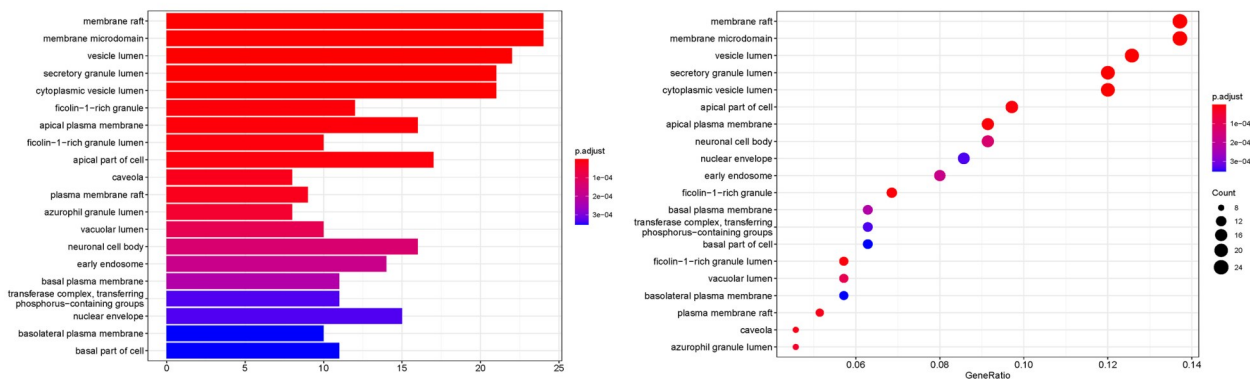 membrane raft
membrane microdomain
vesicle lumen
secretory granule lumen
cytoplasmic vesicle lumen
ficolin−1−rich granule
apical plasma membrane
ficolin−1−rich granule lumen
apical part of cell
caveola
plasma membrane raft
azurophil granule lumen
vacuolar lumen
neuronal cell body
early endosome
basal plasma membrane
transferase complex, transferring
phosphorus−containing groups
nuclear envelope
basolateral plasma membrane
basal part of cell
0 5 10 15 20 25
p.adjust
1e−04
2e−04
3e−04
membrane raft
membrane microdomain
vesicle lumen
secretory granule lumen
cytoplasmic vesicle lumen
apical part of cell
apical plasma membrane
neuronal cell body
nuclear envelope
early endosome
ficolin−1−rich granule
basal plasma membrane
transferase complex, transferring
phosphorus−containing groups
basal part of cell
ficolin−1−rich granule lumen
vacuolar lumen
basolateral plasma membrane
plasma membrane raft
caveola
azurophil granule lumen
0.06 0.08 0.10 0.12 0.14
GeneRatio
p.adjust
1e−04
2e−04
3e−04
Count
8
12
16
20
24